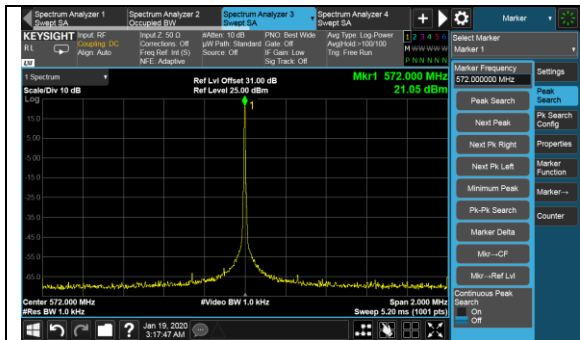 Spectrum Analyzer 1
Swept SA
Spectrum Analyzer 2
Occupied BW
Spectrum Analyzer 3
Swept SA
Spectrum Analyzer 4
Swept SA
Marker
KEYSIGHT
RL
LW
Input: RF
Coupling: DC
Align: Auto
Input Z: 50 Ω
Corrections: Off
Freq Ref: Int (S)
NFE: Adaptive
#Atten: 10 dB
µW Path: Standard
Source: Off
PNO: Best Wide
Gate: Off
IF Gain: Low
Sig Track: Off
Avg Type: Log-Power
Avg|Hold:>100/100
Trig: Free Run
1 2 3 4 5 6
M W W W W W
P N N N N N
Select Marker
Marker 1
1 Spectrum
Scale/Div 10 dB
Log
Ref Lvl Offset 31.00 dB
Ref Level 25.00 dBm
Mkr1 572.000 MHz
21.05 dBm
1
15.0
5.00
-5.00
-15.0
-25.0
-35.0
-45.0
-55.0
-65.0
Center 572.000 MHz
#Res BW 1.0 kHz
#Video BW 1.0 kHz
Span 2.000 MHz
Sweep 5.20 ms (1001 pts)
Marker Frequency
572.000000 MHz
Peak Search
Next Peak
Next Pk Right
Next Pk Left
Minimum Peak
Pk-Pk Search
Marker Delta
Mkr→CF
Mkr→Ref Lvl
Continuous Peak
Search
On
Off
Settings
Peak
Search
Pk Search
Config
Properties
Marker
Function
Marker→
Counter
?
Jan 19, 2020
3:17:47 AM